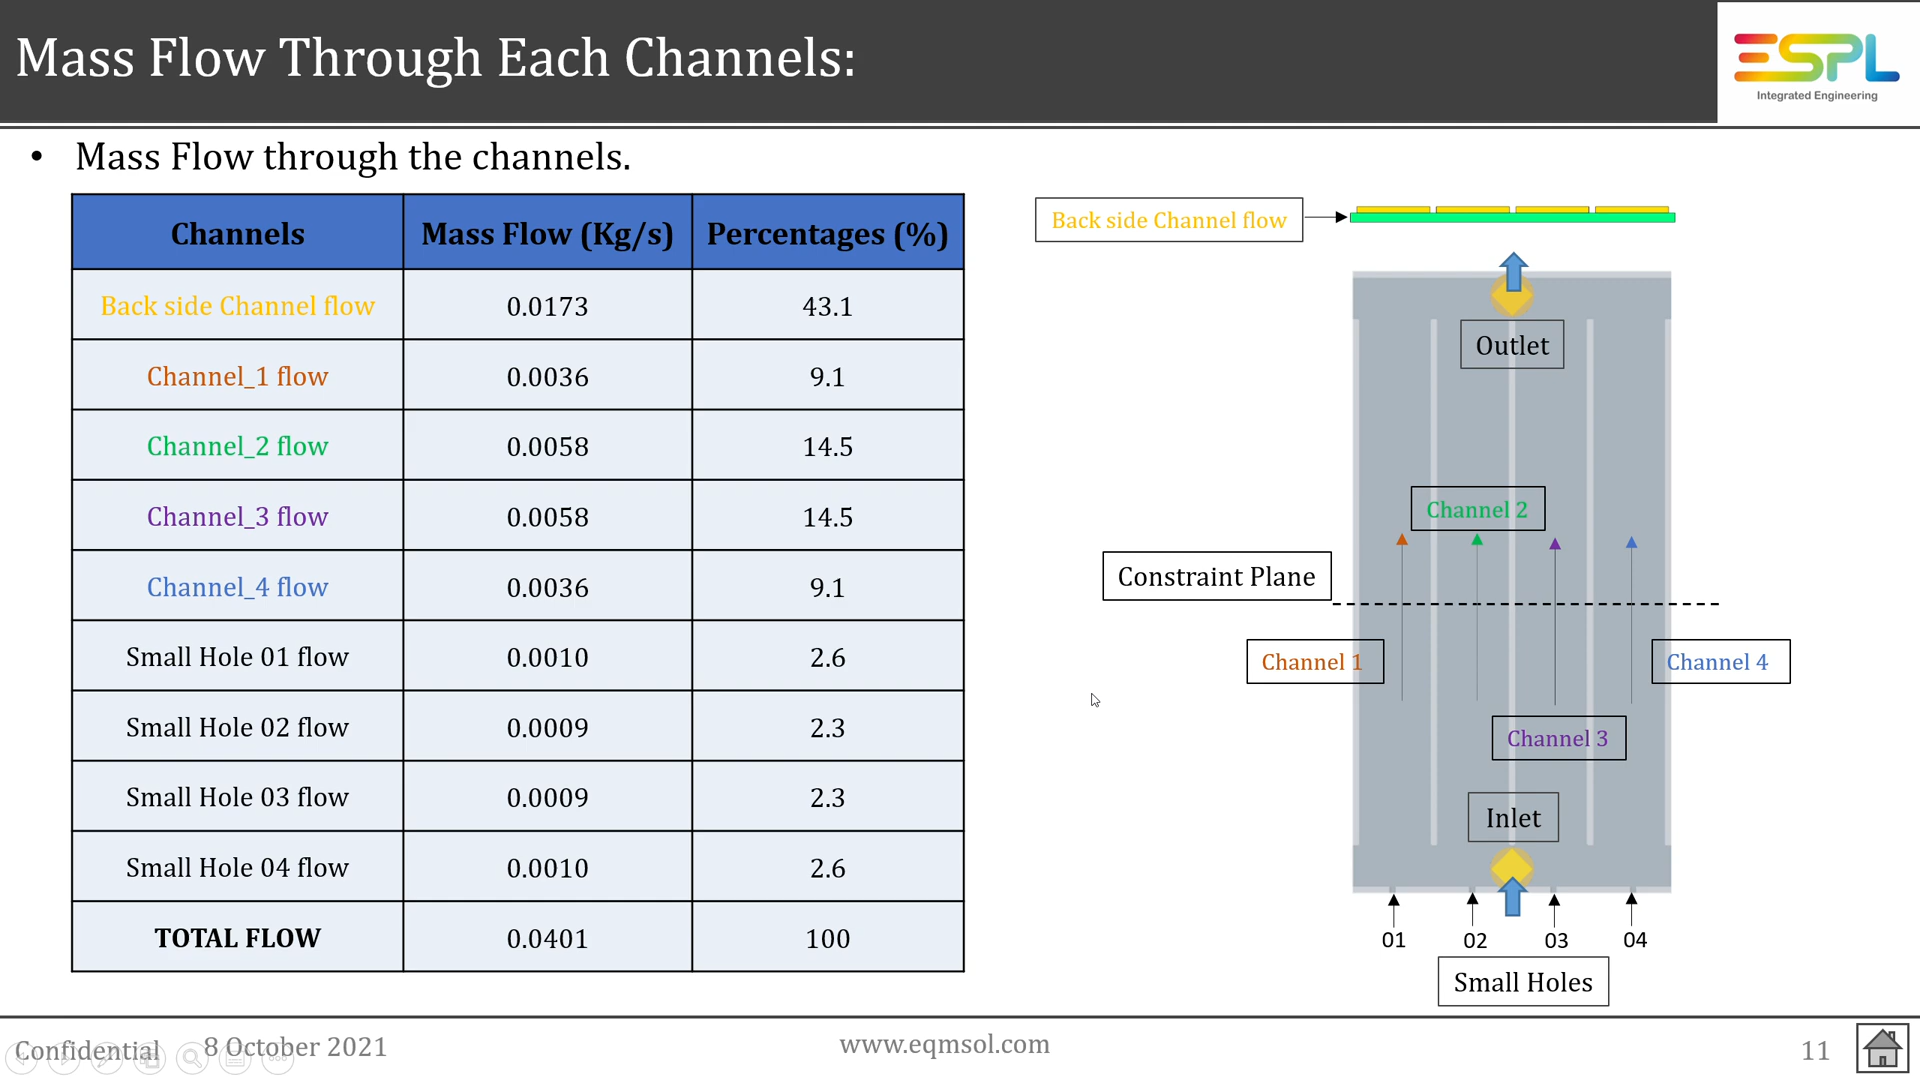 Mass Flow Through Each Channels:
ESPL
Integrated Engineering
• Mass Flow through the channels.
Channels Mass Flow (Kg/s) Percentages (%)
Back side Channel flow 0.0173 43.1
Channel_1 flow 0.0036 9.1
Channel_2 flow 0.0058 14.5
Channel_3 flow 0.0058 14.5
Channel_4 flow 0.0036 9.1
Small Hole 01 flow 0.0010 2.6
Small Hole 02 flow 0.0009 2.3
Small Hole 03 flow 0.0009 2.3
Small Hole 04 flow 0.0010 2.6
TOTAL FLOW 0.0401 100
Back side Channel flow
Outlet
Channel 2
Constraint Plane
Channel 1
Channel 4
Channel 3
Inlet
01 02 03 04
Small Holes
Confidential 8 October 2021 www.eqmsol.com 11